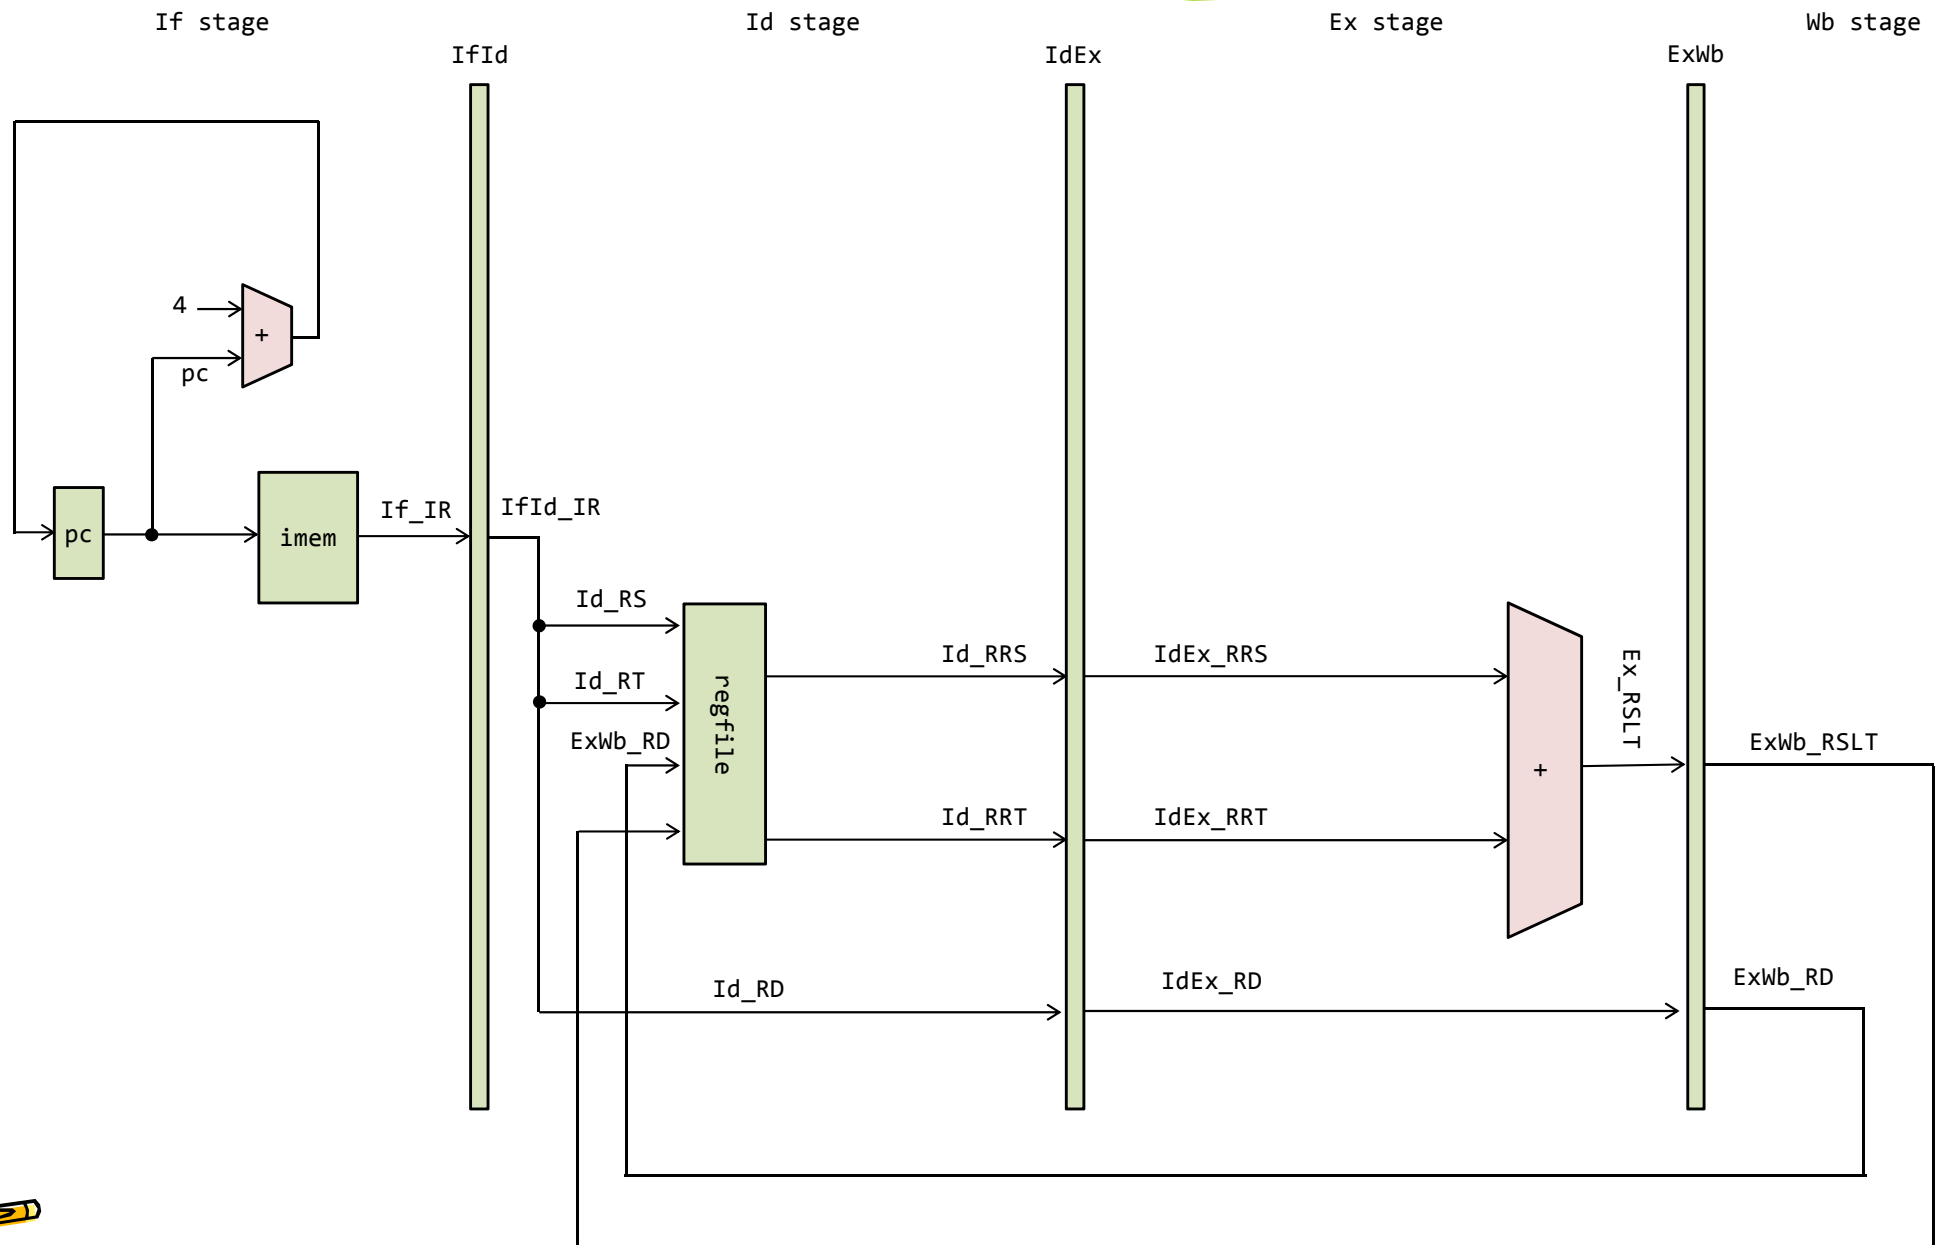 If stage
Id stage
Ex stage
Wb stage
IfId
IdEx
ExWb
4
+
pc
pc
imem
If_IR
IfId_IR
Id_RS
Id_RT
ExWb_RD
regfile
Id_RRS
IdEx_RRS
Id_RRT
IdEx_RRT
+
Ex_RSLT
ExWb_RSLT
Id_RD
IdEx_RD
ExWb_RD